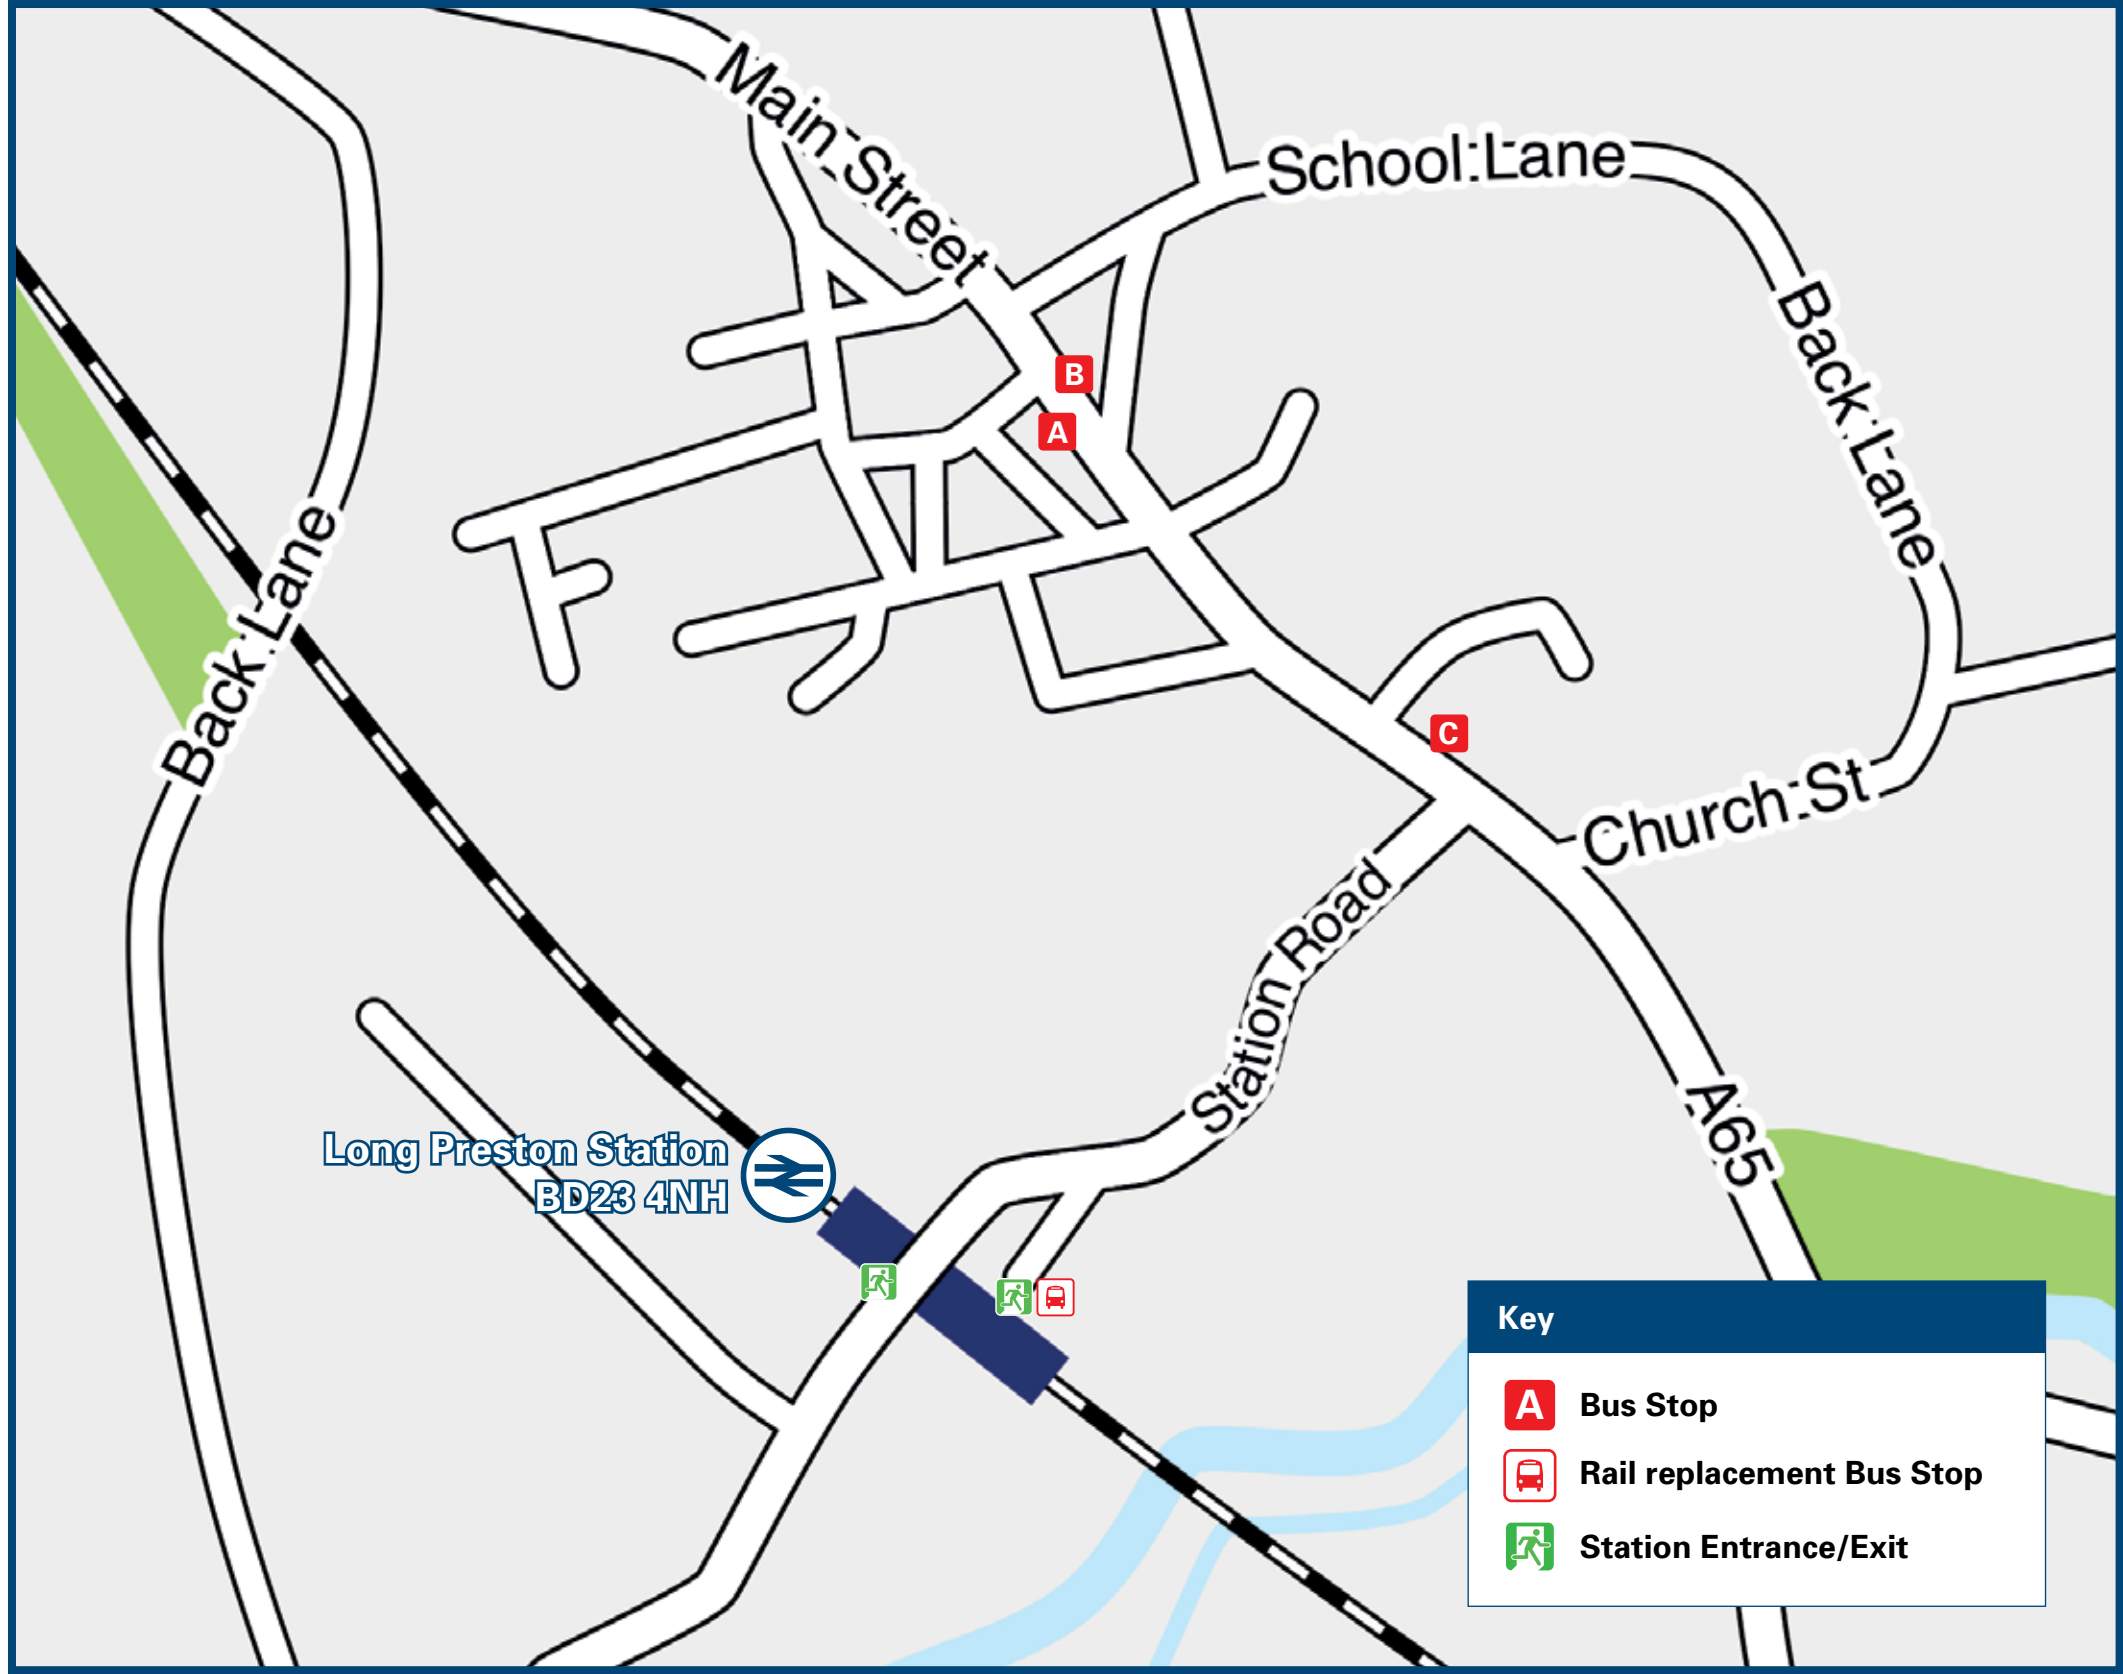 Main Street
School Lane
Back Lane
B
A
Back Lane
C
Church St
Station Road
A65
Long Preston Station
BD23 4NH
Key
A Bus Stop
Rail replacement Bus Stop
Station Entrance/Exit